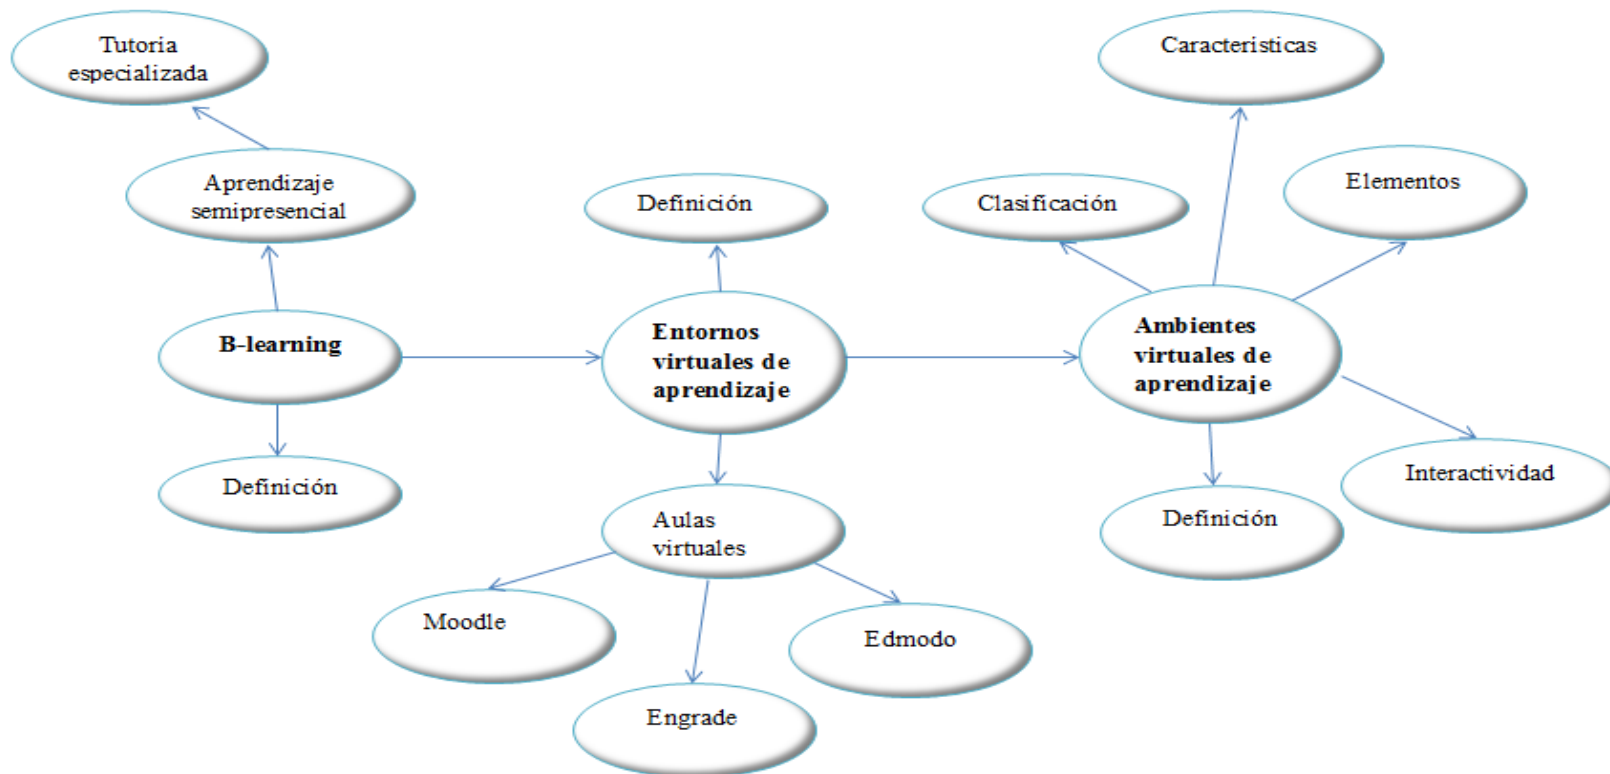 Tutoria
especializada
Caracteristicas
Aprendizaje
semipresencial
Definición
Clasificación
Elementos
B-learning
Entornos
virtuales de
aprendizaje
Ambientes
virtuales de
aprendizaje
Definición
Aulas
virtuales
Definición
Interactividad
Moodle
Edmodo
Engrade